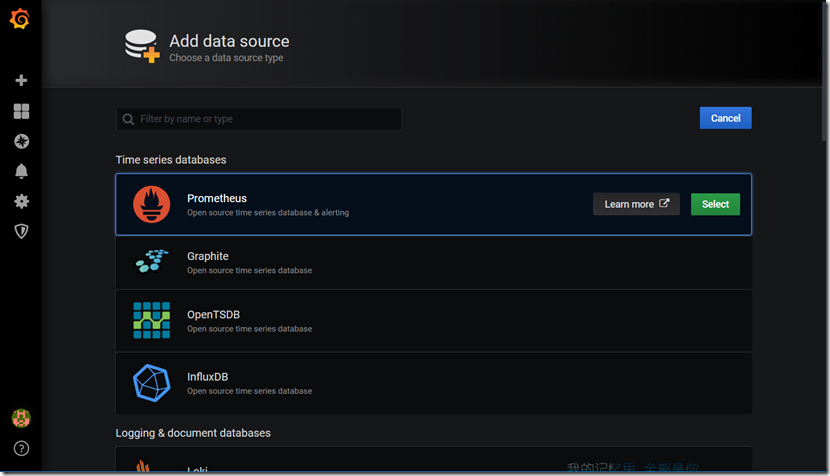 Add data source
Choose a data source type
Filter by name or type
Cancel
Time series databases
Prometheus
Open source time series database & alerting
Learn more
Select
Graphite
Open source time series database
OpenTSDB
Open source time series database
InfluxDB
Open source time series database
Logging & document databases
Loki
我的记忆里 全部是你
?